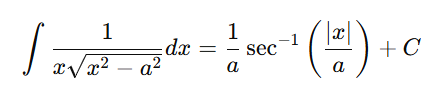 ∫ 1/(x√(x² − a²)) dx = 1/a sec⁻¹ (|x|/a) + C